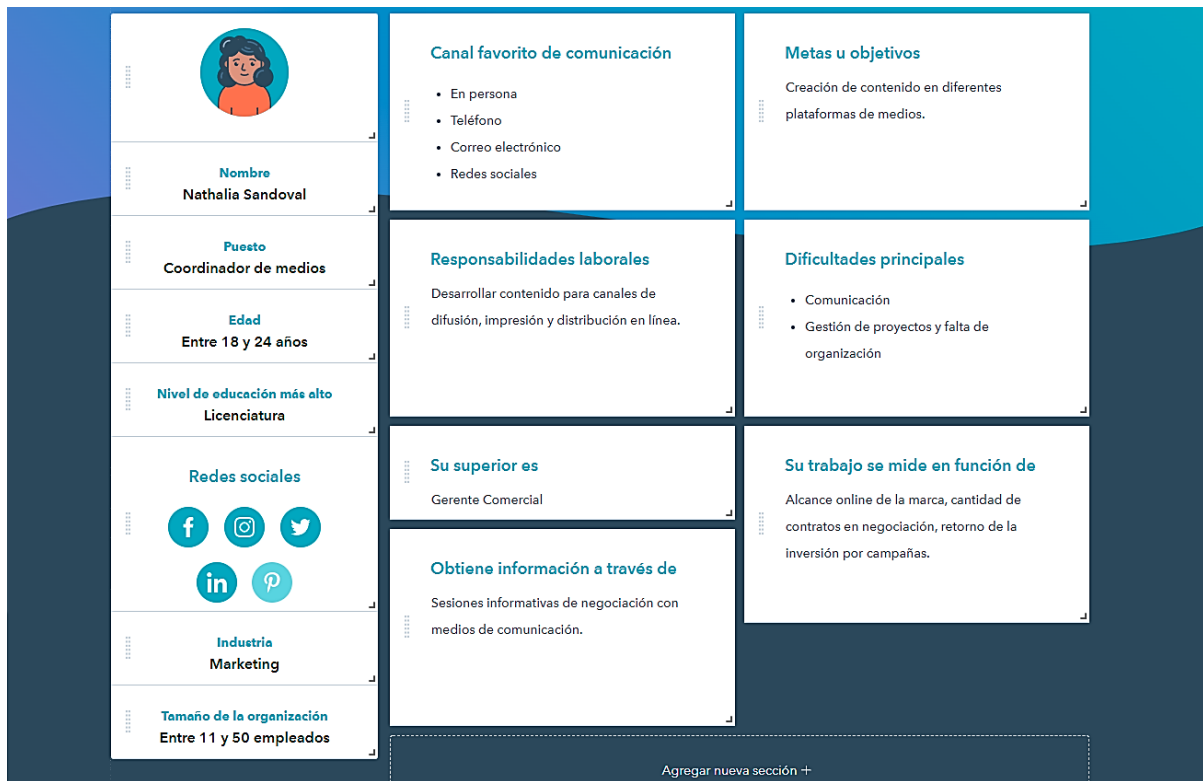 Nombre
Nathalia Sandoval
Puesto
Coordinador de medios
Edad
Entre 18 y 24 años
Nivel de educación más alto
Licenciatura
Redes sociales
Industria
Marketing
Tamaño de la organización
Entre 11 y 50 empleados
Canal favorito de comunicación
• En persona
• Teléfono
• Correo electrónico
• Redes sociales
Metas u objetivos
Creación de contenido en diferentes
plataformas de medios.
Responsabilidades laborales
Desarrollar contenido para canales de
difusión, impresión y distribución en línea.
Dificultades principales
• Comunicación
• Gestión de proyectos y falta de
organización
Su superior es
Gerente Comercial
Su trabajo se mide en función de
Alcance online de la marca, cantidad de
contratos en negociación, retorno de la
inversión por campañas.
Obtiene información a través de
Sesiones informativas de negociación con
medios de comunicación.
Agregar nueva sección +